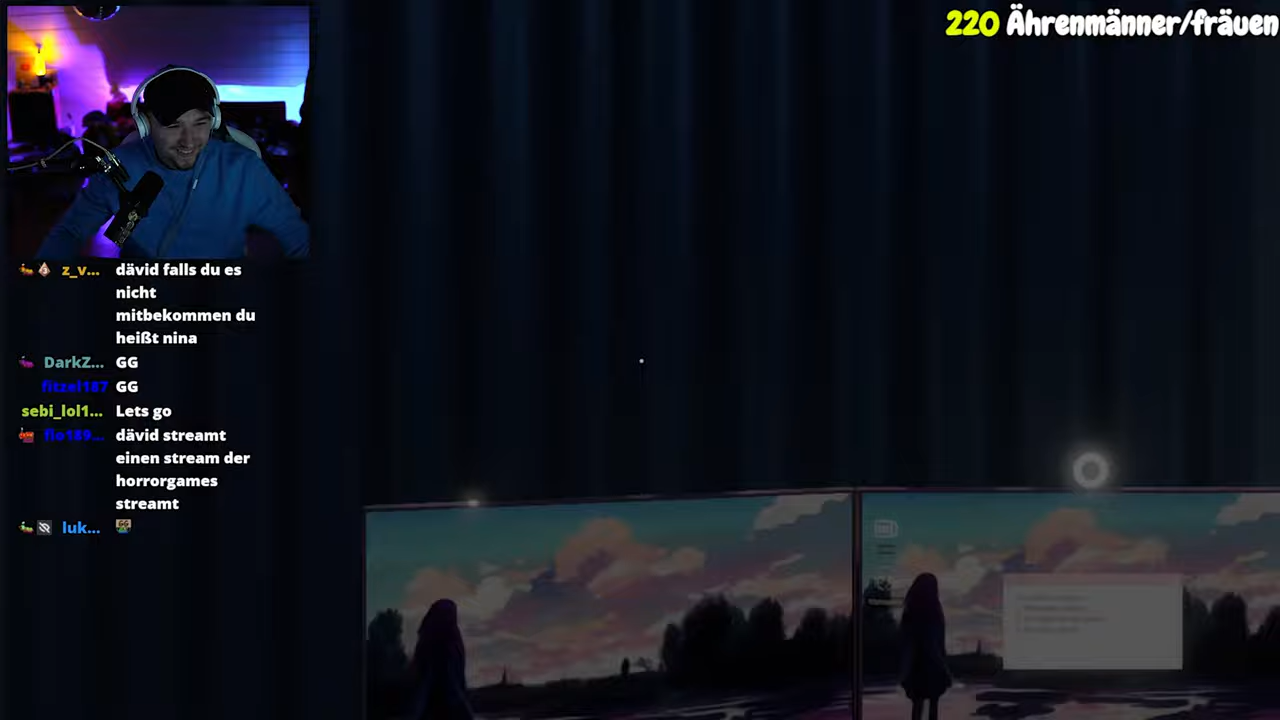 220 Ährenmänner/fräuen
z_v... dävid falls du es
nicht
mitbekommen du
heißt nina
DarkZ... GG
fitzel187 GG
sebi_lol1... Lets go
flo189... dävid streamt
einen stream der
horrorgames
streamt
luk...